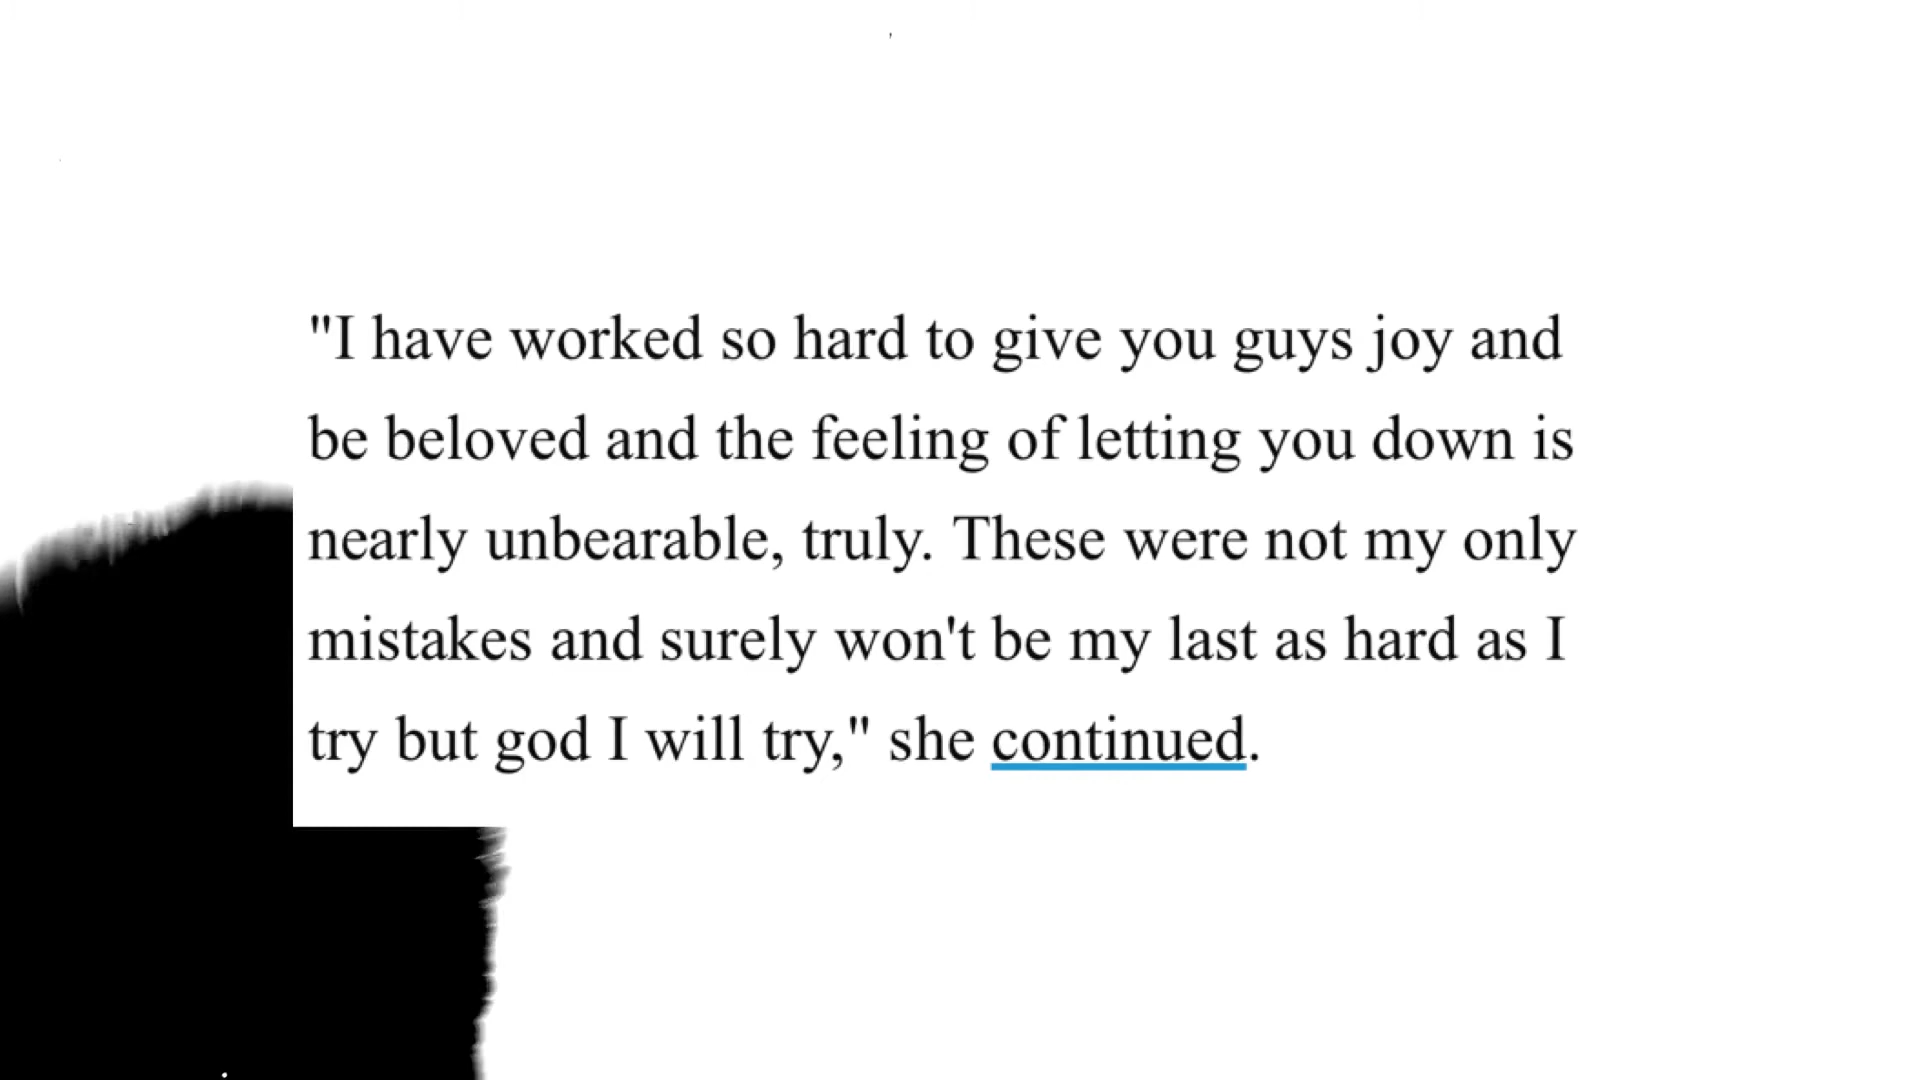 "I have worked so hard to give you guys joy and
be beloved and the feeling of letting you down is
nearly unbearable, truly. These were not my only
mistakes and surely won't be my last as hard as I
try but god I will try," she continued.